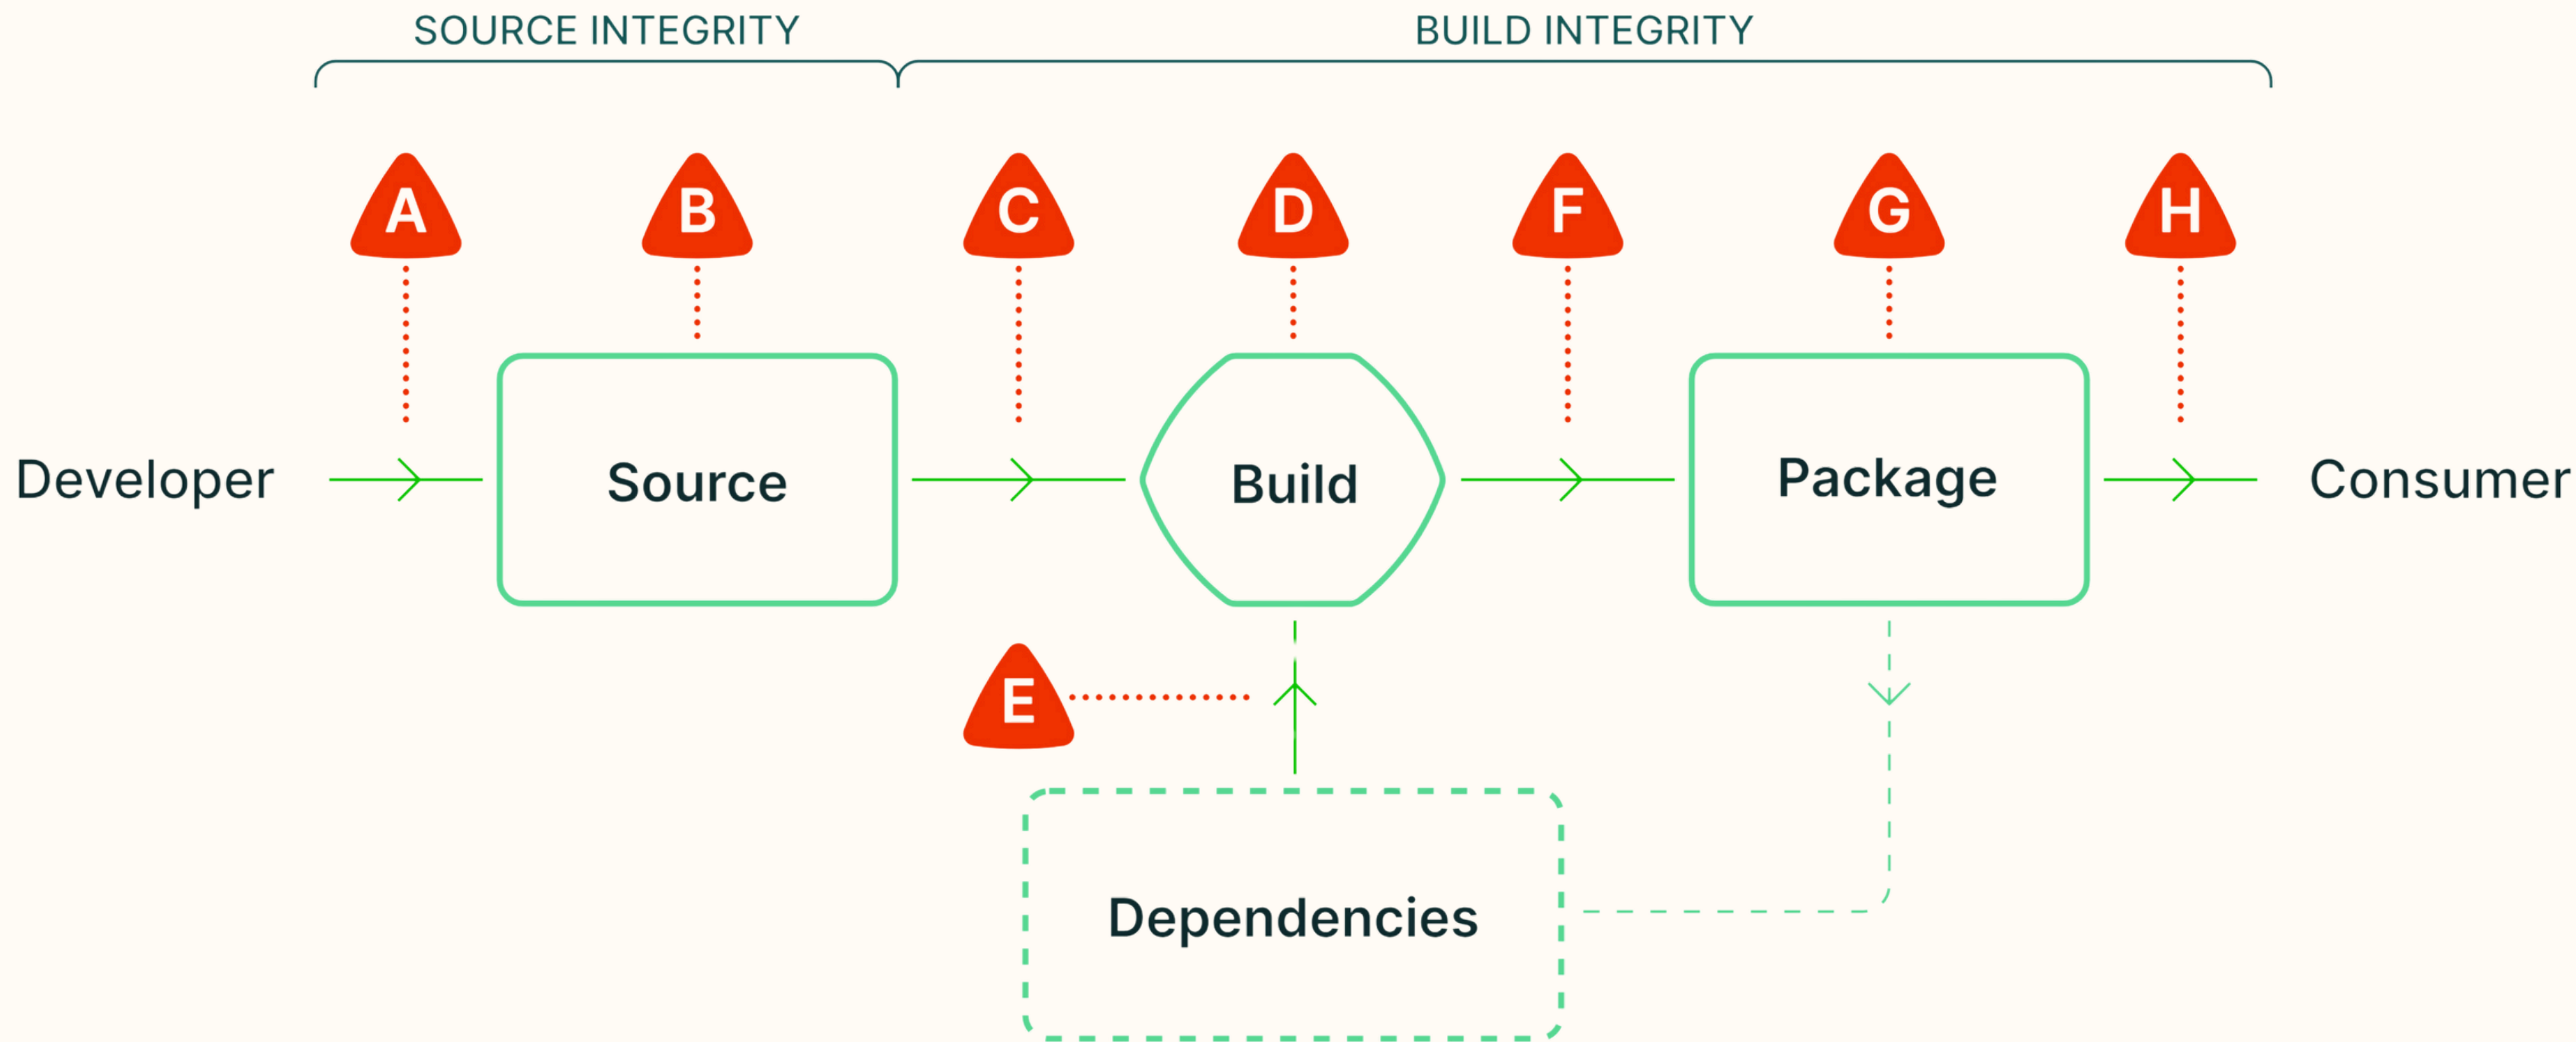 SOURCE INTEGRITY
BUILD INTEGRITY
A
B
C
D
F
G
H
Developer
Source
Build
Package
Consumer
E
Dependencies